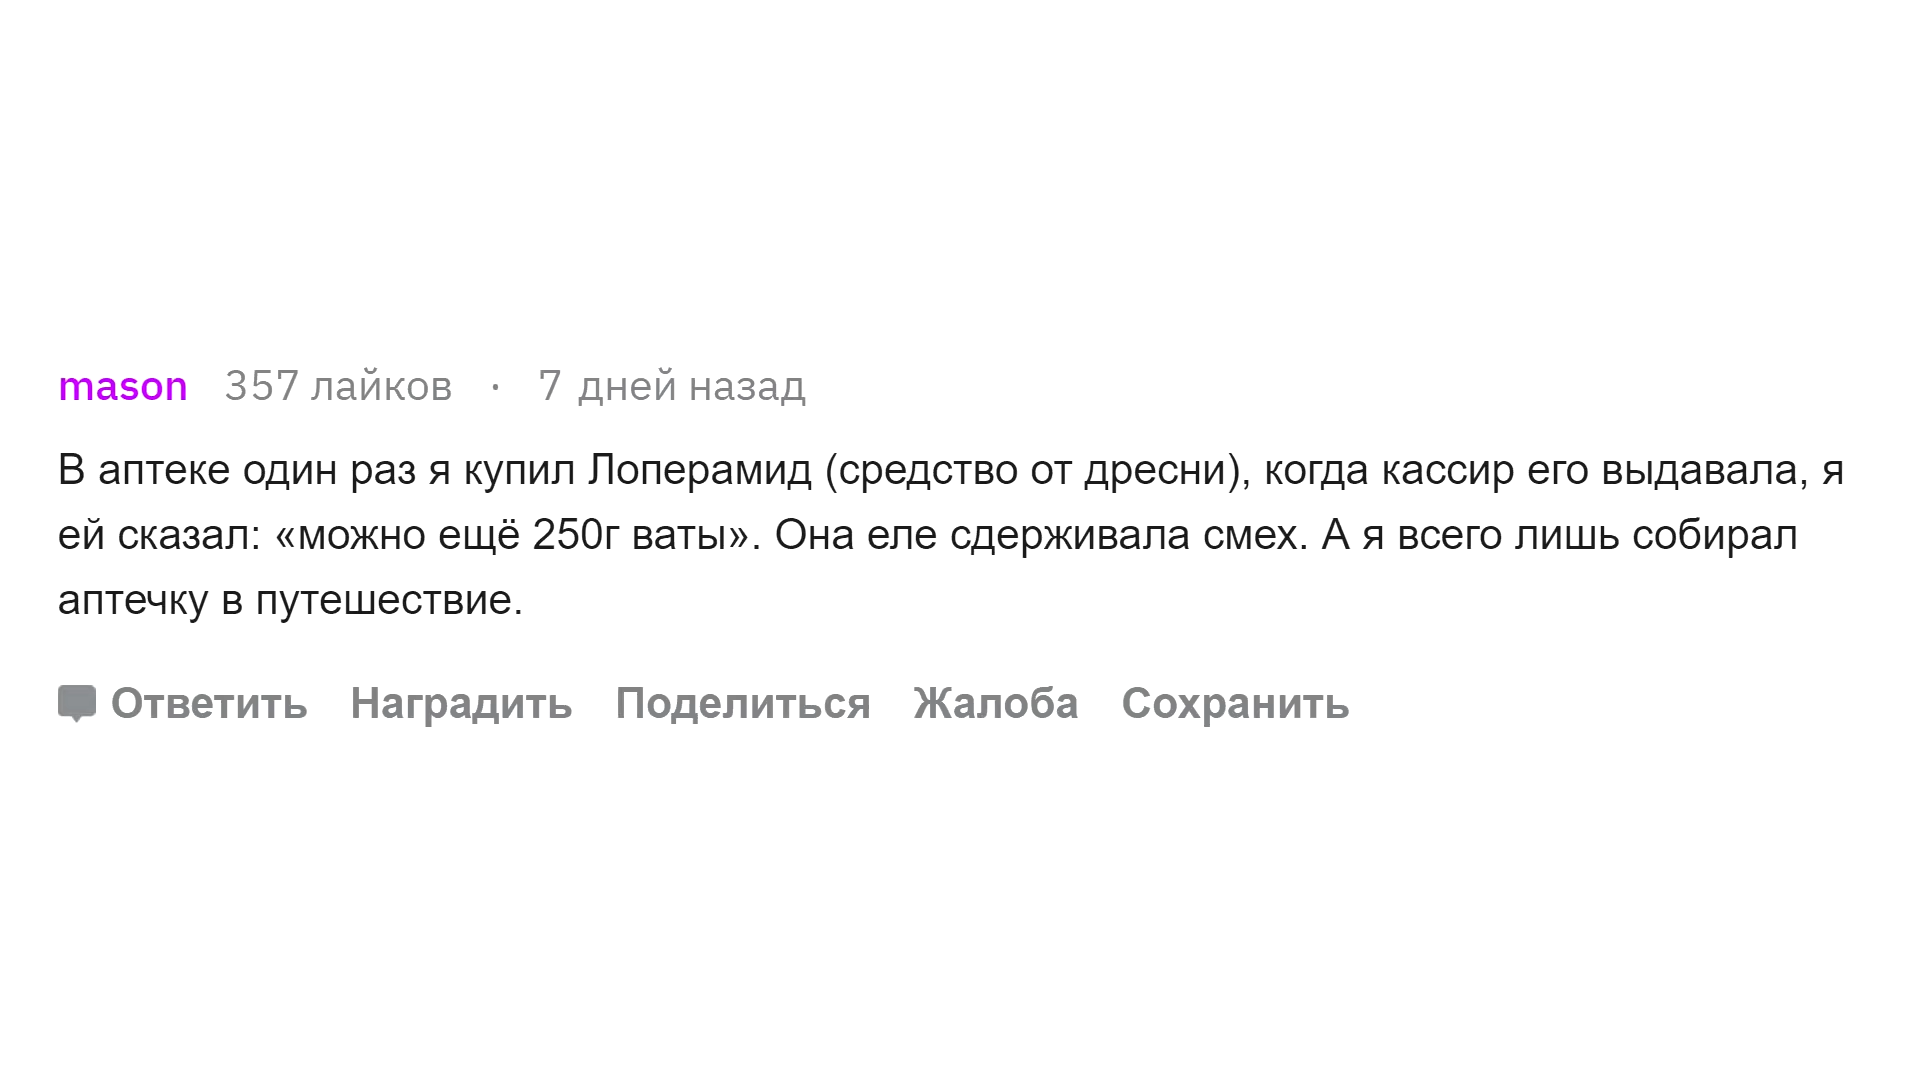 mason 357 лайков · 7 дней назад
В аптеке один раз я купил Лоперамид (средство от дресни), когда кассир его выдавала, я
ей сказал: «можно ещё 250г ваты». Она еле сдерживала смех. А я всего лишь собирал
аптечку в путешествие.
Ответить Наградить Поделиться Жалоба Сохранить